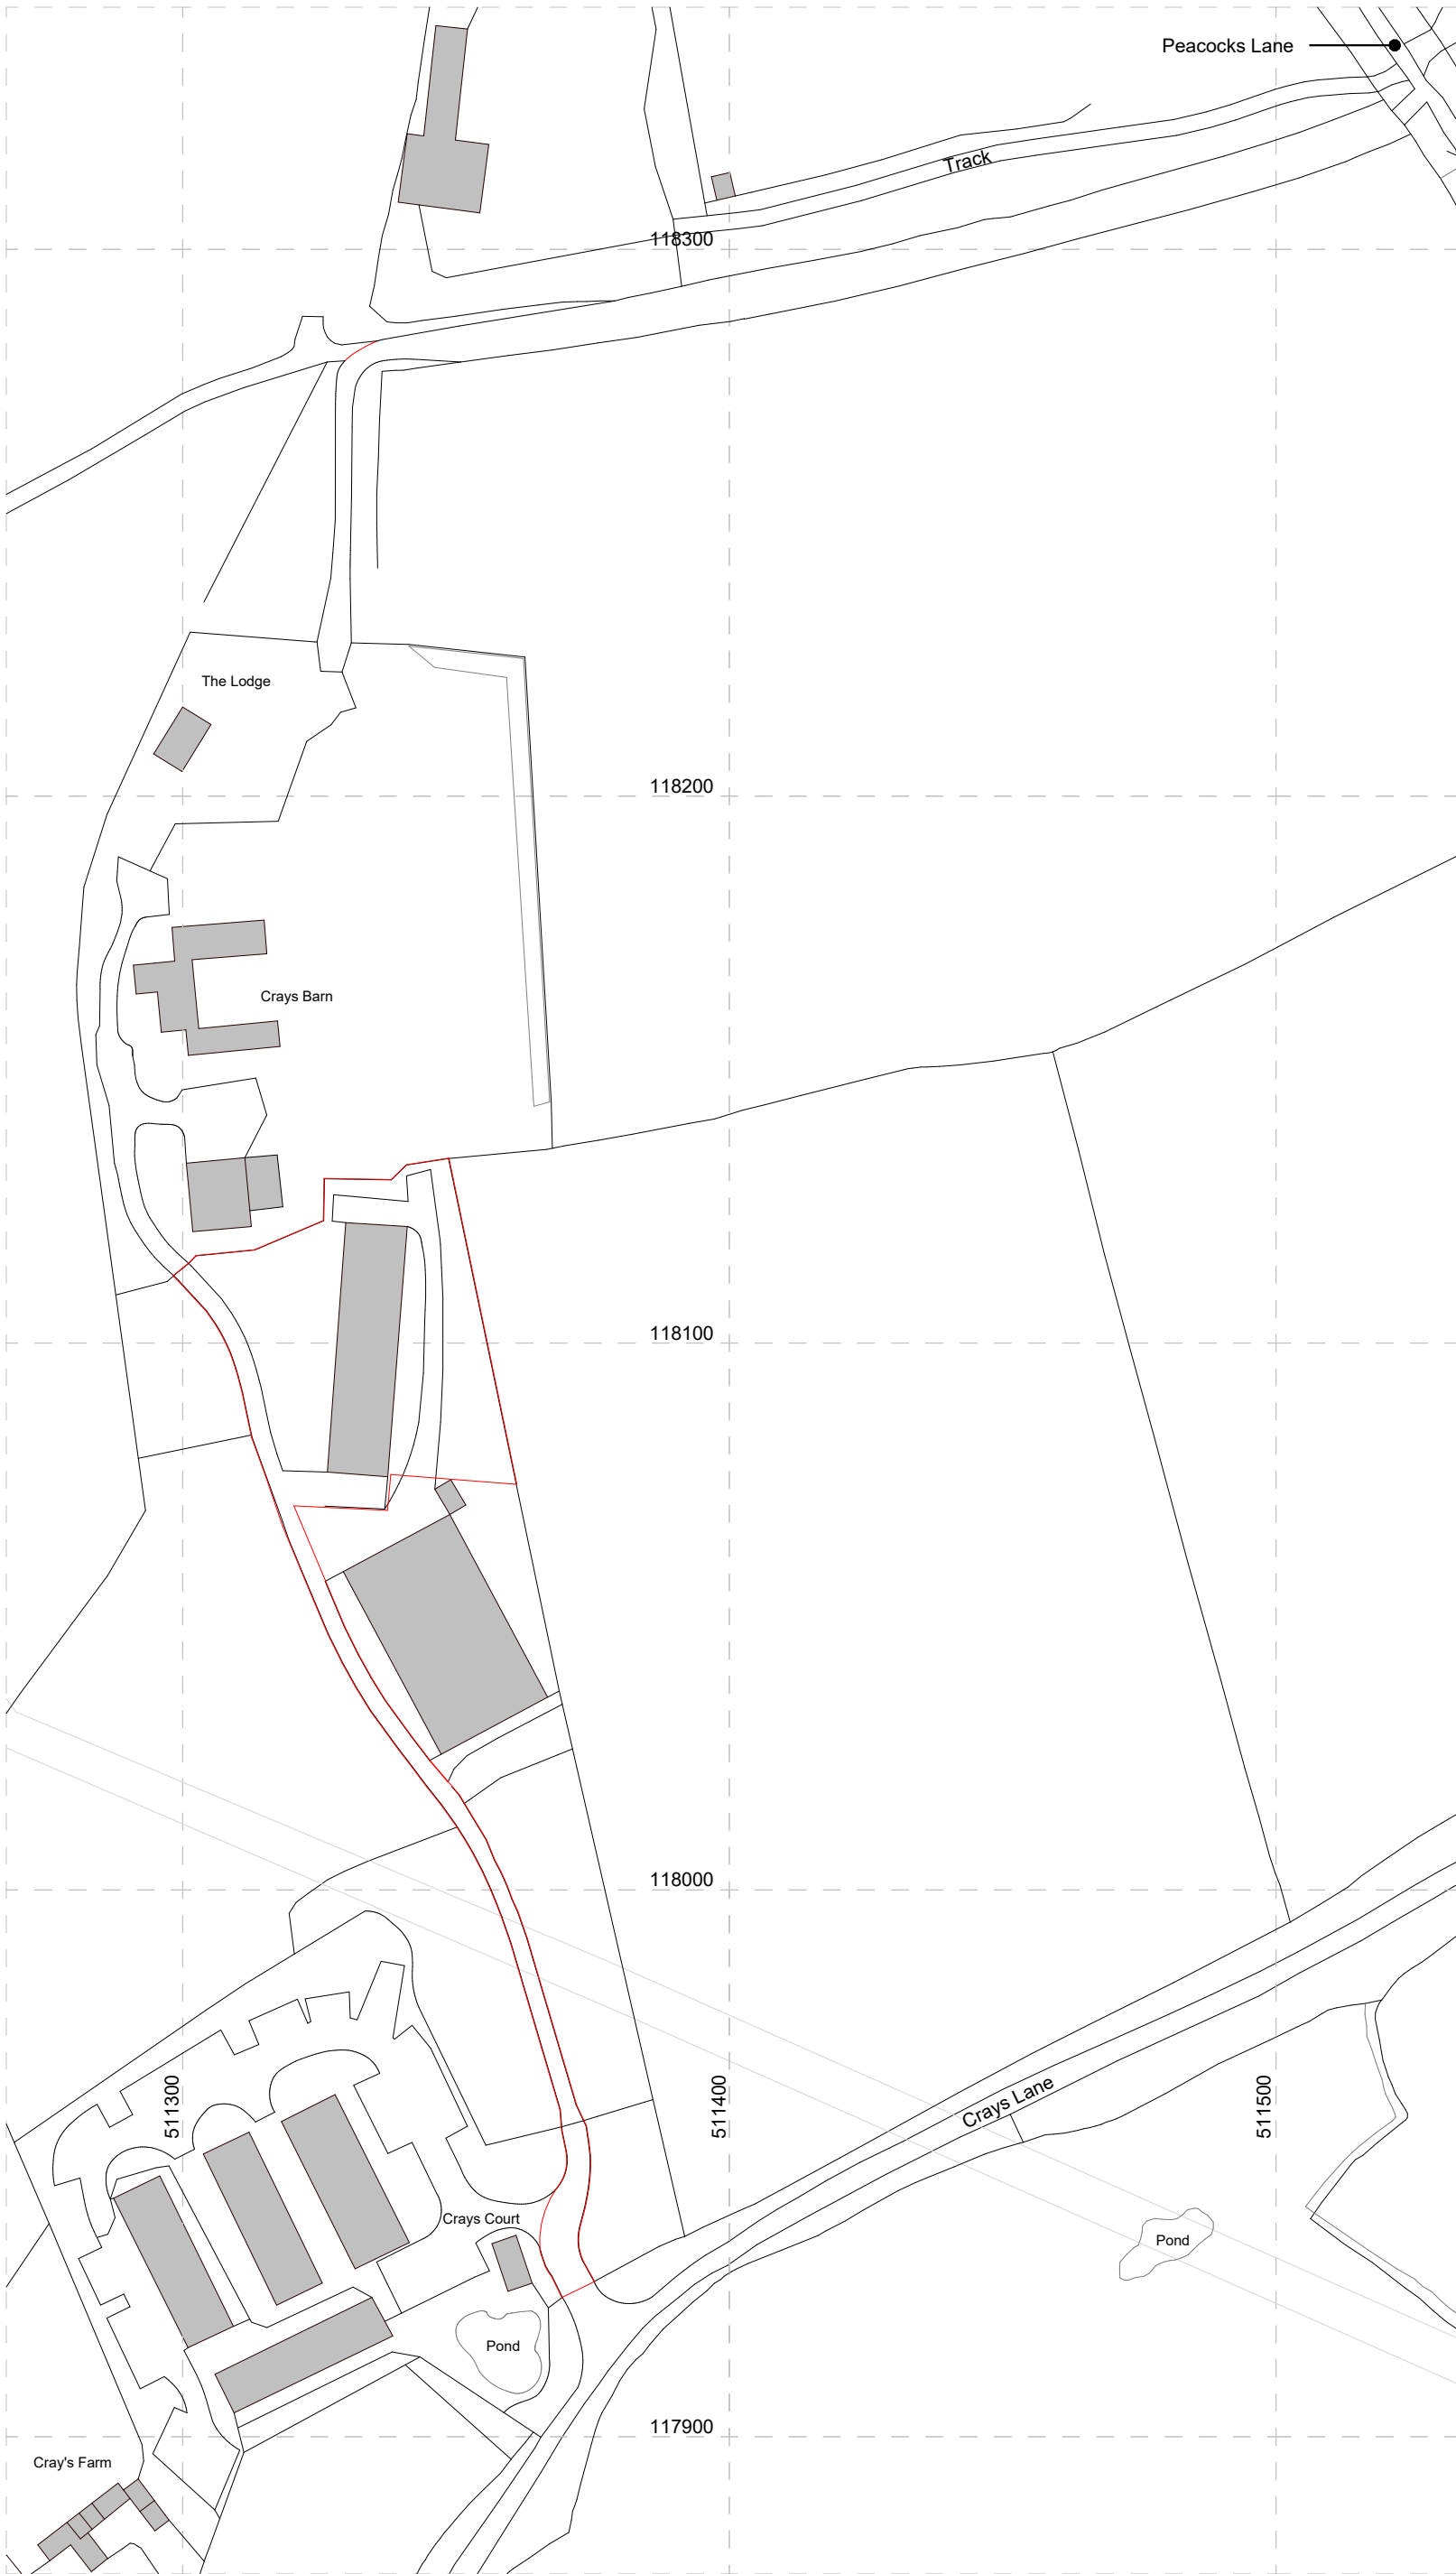 Peacocks Lane
Track
118300
The Lodge
118200
Crays Barn
118100
118000
511300
511400
511500
Crays Lane
Crays Court
Pond
Pond
117900
Cray's Farm